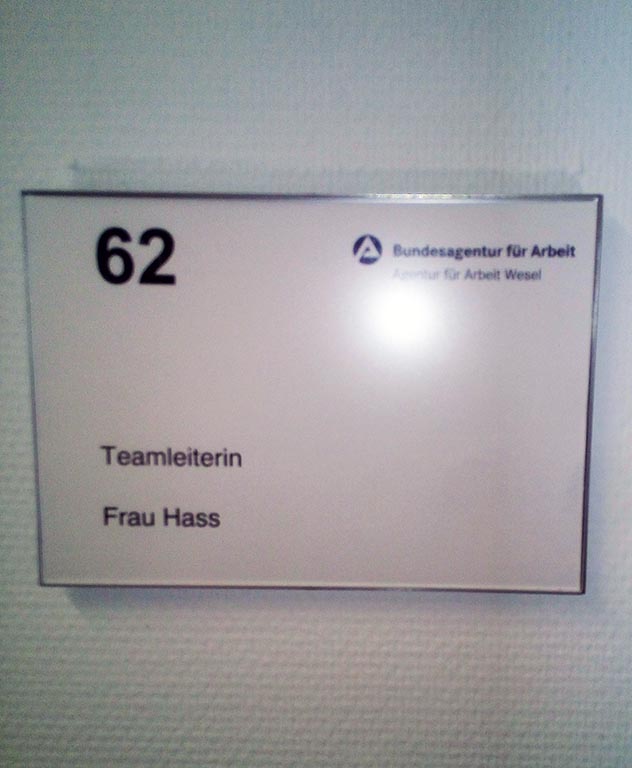 62
Bundesagentur für Arbeit
Agentur für Arbeit Wesel
Teamleiterin
Frau Hass